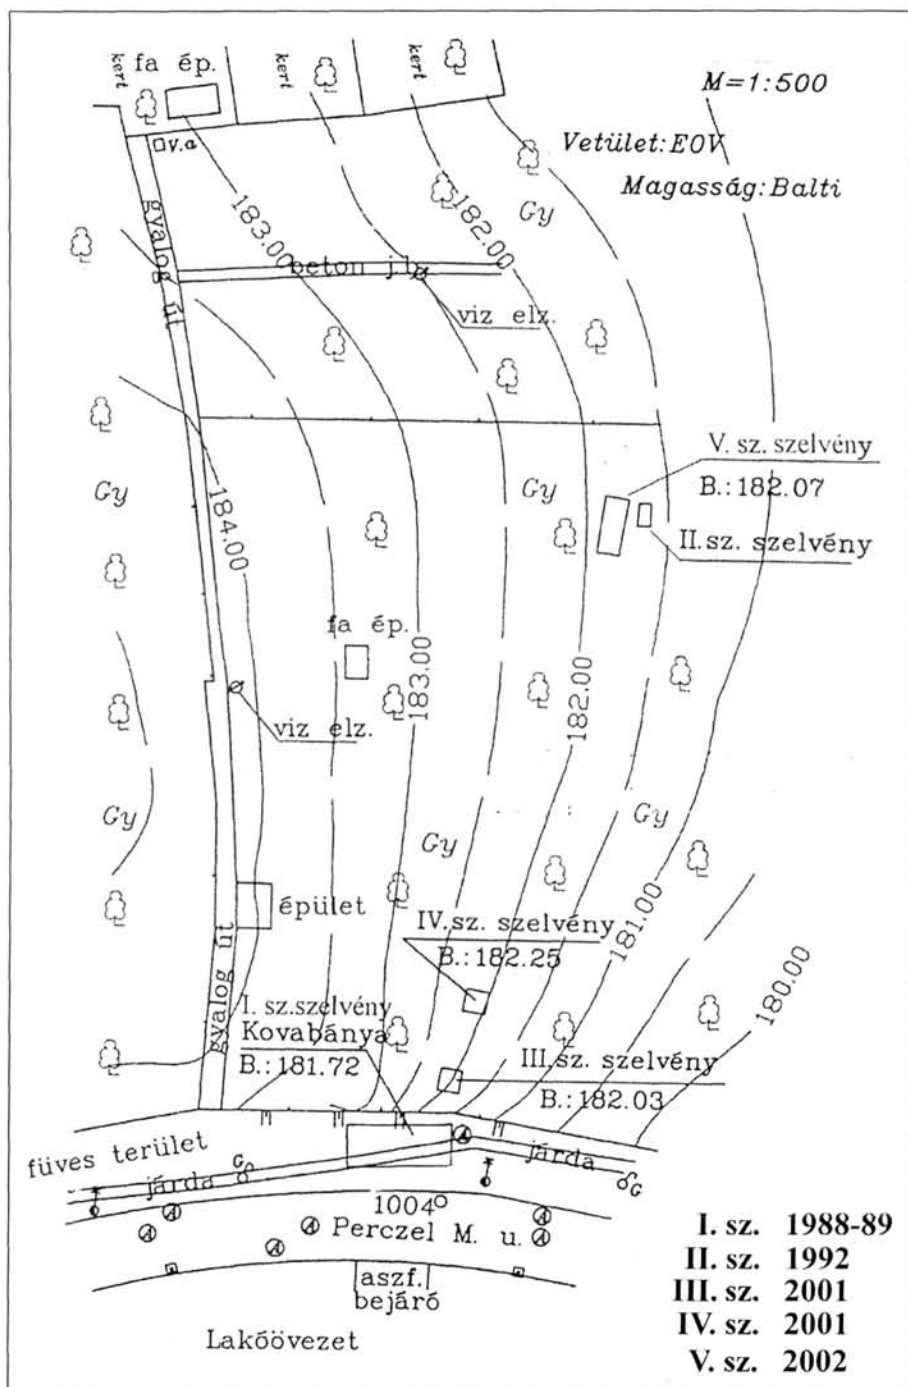 kert
fa ép.
kert
kert
M=1:500
v.a
Vetület:EOV
Magasság:Balti
Gy
gyalog út
183.00
182.00
beton j.b
viz elz.
V. sz. szelvény
B.:182.07
Gy
Gy
184.00
II.sz. szelvény
fa ép.
183.00
182.00
viz elz.
Gy
Gy
Gy
épület
IV.sz. szelvény
B.:182.25
181.00
180.00
gyalog út
I. sz.szelvény
Kovabánya
B.:181.72
III.sz. szelvény
B.:182.03
füves terület
járda
G
járda
G
1004
Perczel M. u.
aszf.
bejáró
Lakóövezet
I. sz. 1988-89
II. sz. 1992
III. sz. 2001
IV. sz. 2001
V. sz. 2002